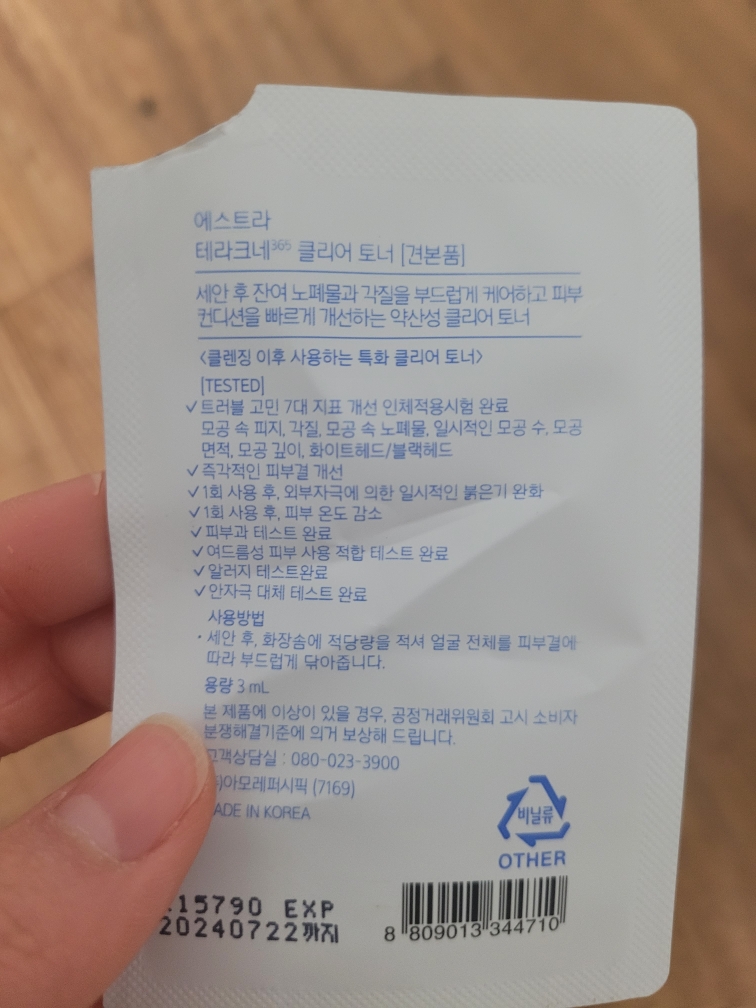 에스트라
테라크네365 클리어 토너 [견본품]
세안 후 잔여 노폐물과 각질을 부드럽게 케어하고 피부
컨디션을 빠르게 개선하는 약산성 클리어 토너
<클렌징 이후 사용하는 특화 클리어 토너>
[TESTED]
✓트러블 고민 7대 지표 개선 인체적용시험 완료
모공 속 피지, 각질, 모공 속 노폐물, 일시적인 모공 수, 모공
면적, 모공 깊이, 화이트헤드/블랙헤드
✓즉각적인 피부결 개선
✓1회 사용 후, 외부자극에 의한 일시적인 붉은기 완화
✓1회 사용 후, 피부 온도 감소
✓피부과 테스트 완료
✓여드름성 피부 사용 적합 테스트 완료
✓알러지 테스트완료
✓안자극 대체 테스트 완료
사용방법
· 세안 후, 화장솜에 적당량을 적셔 얼굴 전체를 피부결에
따라 부드럽게 닦아줍니다.
용량 3 mL
본 제품에 이상이 있을 경우, 공정거래위원회 고시 소비자
분쟁해결기준에 의거 보상해 드립니다.
고객상담실 : 080-023-3900
아모레퍼시픽 (7169)
ADE IN KOREA
비닐류
OTHER
15790 EXP
20240722까지
8 809013 344710